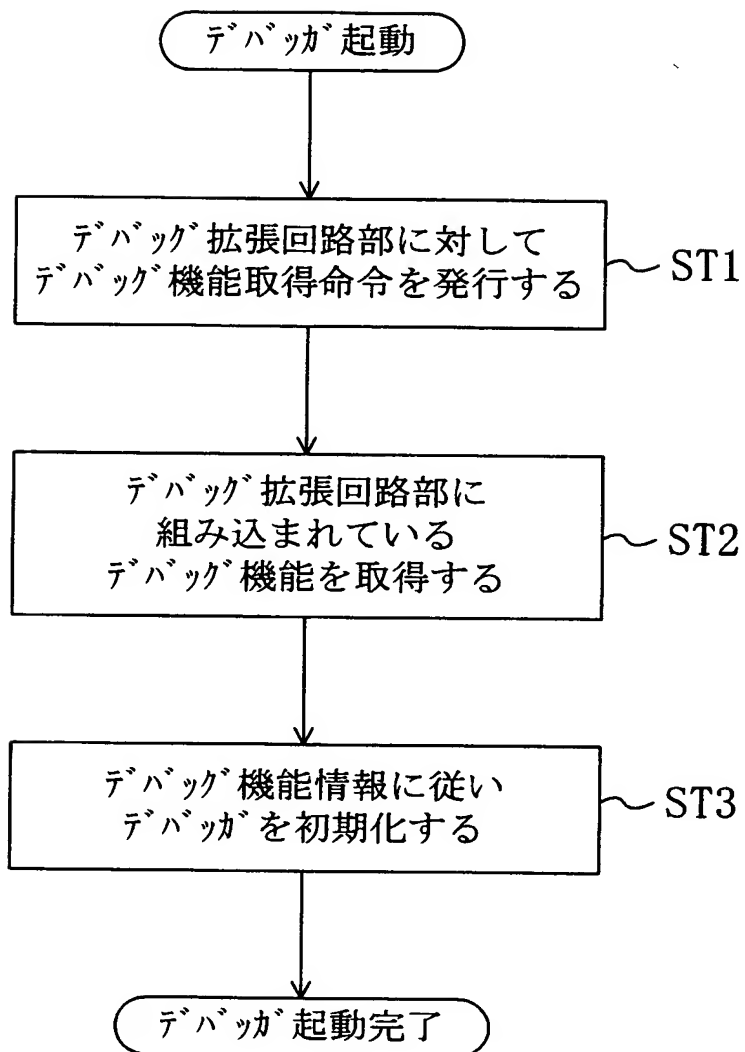 デバッガ起動
デバッグ拡張回路部に対して
デバッグ機能取得命令を発行する
ST1
デバッグ拡張回路部に
組み込まれている
デバッグ機能を取得する
ST2
デバッグ機能情報に従い
デバッガを初期化する
ST3
デバッガ起動完了